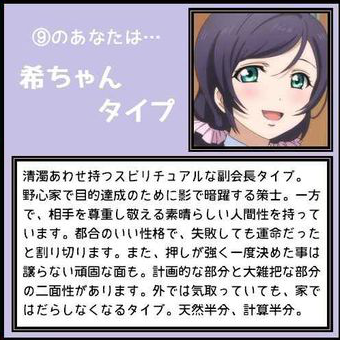 ⑨のあなたは…
希ちゃん
タイプ
清濁あわせ持つスピリチュアルな副会長タイプ。
野心家で目的達成のために影で暗躍する策士。一方
で、相手を尊重し敬える素晴らしい人間性を持って
います。都合のいい性格で、失敗しても運命だった
と割り切ります。また、押しが強く一度決めた事は
譲らない頑固な面も。計画的な部分と大雑把な部分
の二面性があります。外では気取っていても、家で
はだらしなくなるタイプ。天然半分、計算半分。